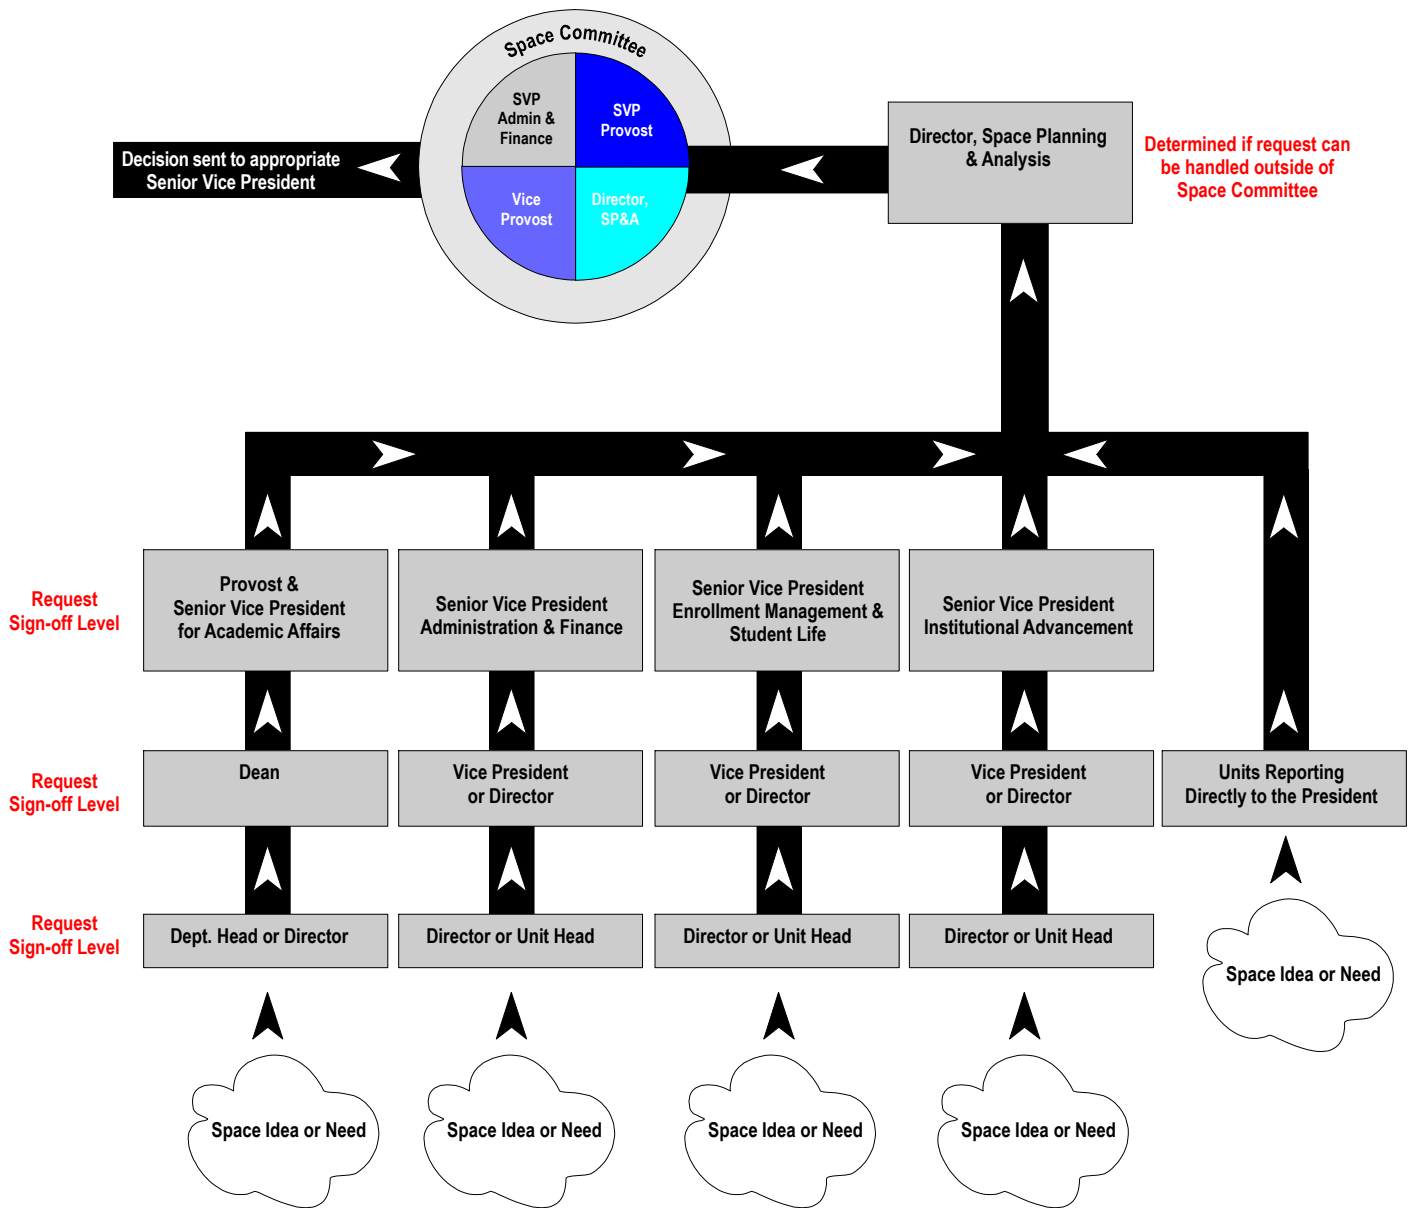 Space Committee
SVP
Admin &
Finance
SVP
Provost
Vice
Provost
Director,
SP&A
Decision sent to appropriate
Senior Vice President
Director, Space Planning
& Analysis
Determined if request can
be handled outside of
Space Committee
Request
Sign-off Level
Provost &
Senior Vice President
for Academic Affairs
Senior Vice President
Administration & Finance
Senior Vice President
Enrollment Management &
Student Life
Senior Vice President
Institutional Advancement
Request
Sign-off Level
Dean
Vice President
or Director
Vice President
or Director
Vice President
or Director
Units Reporting
Directly to the President
Request
Sign-off Level
Dept. Head or Director
Director or Unit Head
Director or Unit Head
Director or Unit Head
Space Idea or Need
Space Idea or Need
Space Idea or Need
Space Idea or Need
Space Idea or Need